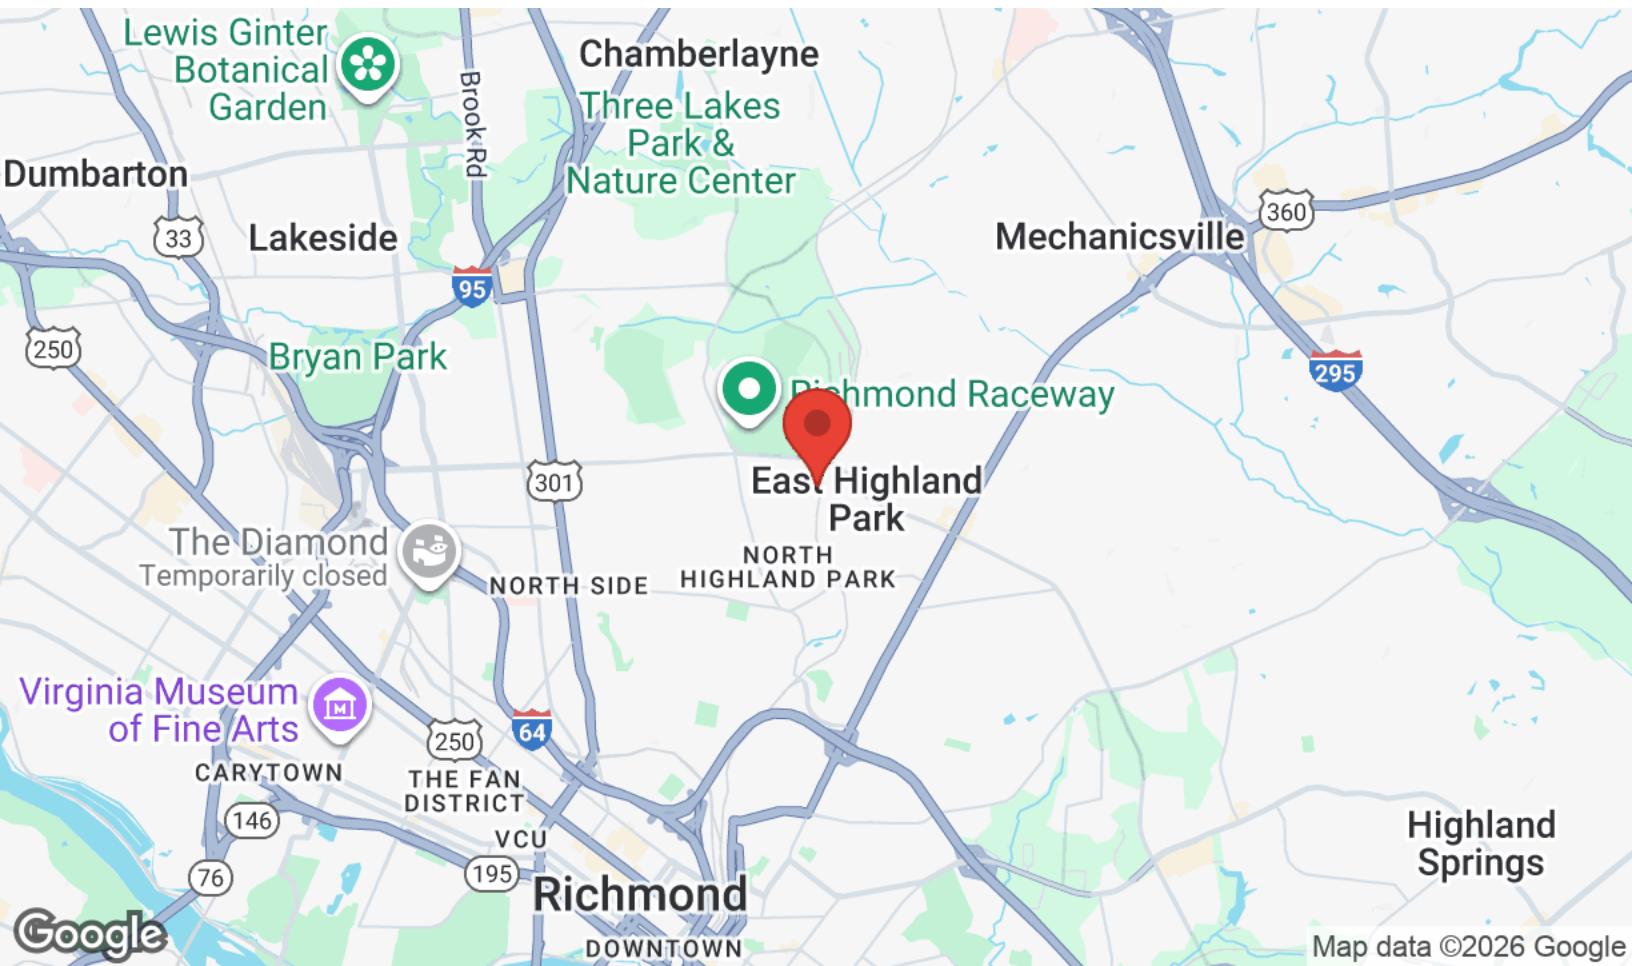 Lewis Ginter
Botanical
Garden
Chamberlayne
Brook Rd
Three Lakes
Park &
Nature Center
Dumbarton
33
Lakeside
360
Mechanicsville
95
250
Bryan Park
295
Richmond Raceway
301
East Highland
Park
The Diamond
Temporarily closed
NORTH
HIGHLAND PARK
NORTH SIDE
Virginia Museum
of Fine Arts
250
64
CARYTOWN
THE FAN
DISTRICT
146
VCU
Highland
Springs
76
195
Richmond
Google
DOWNTOWN
Map data ©2026 Google